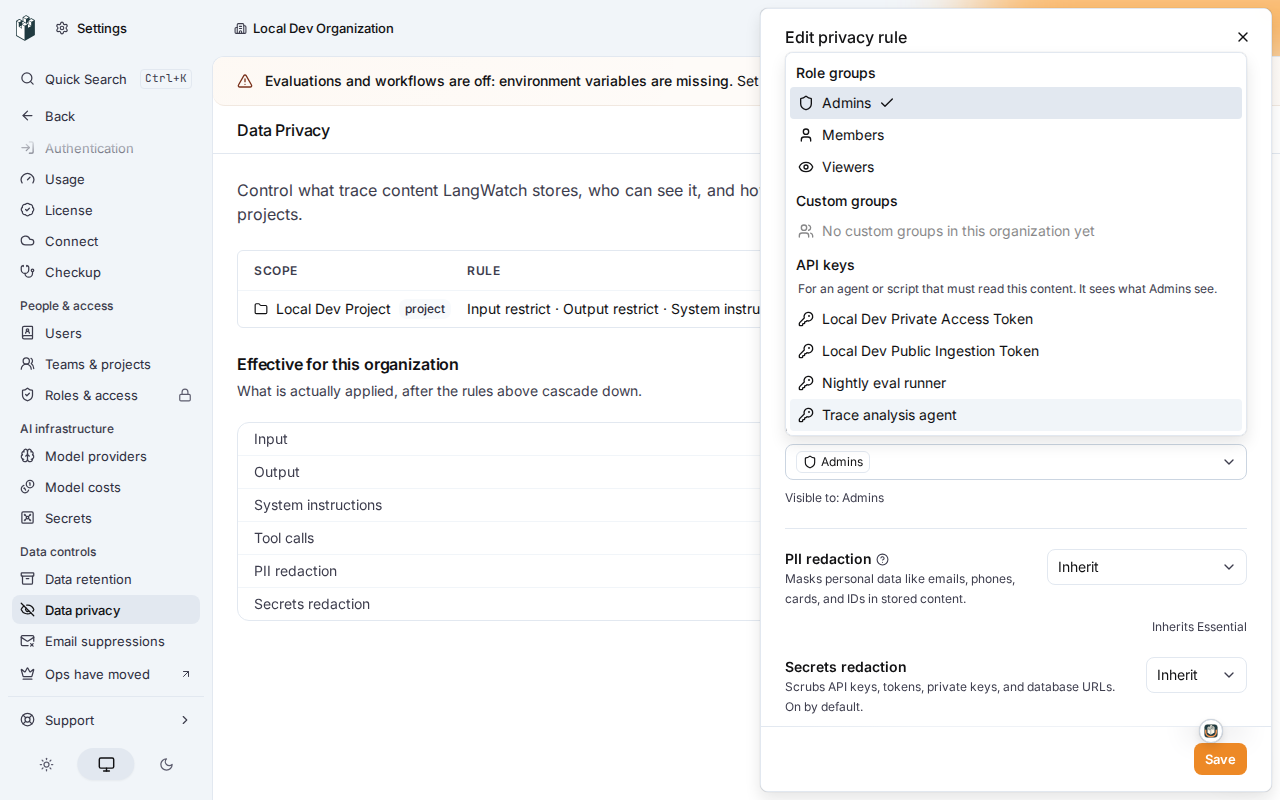 Settings
Local Dev Organization
Quick Search Ctrl+K
Back
Authentication
Usage
License
Connect
Checkup
People & access
Users
Teams & projects
Roles & access
AI infrastructure
Model providers
Model costs
Secrets
Data controls
Data retention
Data privacy
Email suppressions
Ops have moved
Support
Evaluations and workflows are off: environment variables are missing. Set
Data Privacy
Control what trace content LangWatch stores, who can see it, and ho
projects.
SCOPE RULE
Local Dev Project project Input restrict · Output restrict · System instru
Effective for this organization
What is actually applied, after the rules above cascade down.
Input
Output
System instructions
Tool calls
PII redaction
Secrets redaction
Edit privacy rule
Role groups
Admins
Members
Viewers
Custom groups
No custom groups in this organization yet
API keys
For an agent or script that must read this content. It sees what Admins see.
Local Dev Private Access Token
Local Dev Public Ingestion Token
Nightly eval runner
Trace analysis agent
Admins
Visible to: Admins
PII redaction
Masks personal data like emails, phones,
cards, and IDs in stored content.
Inherit
Inherits Essential
Secrets redaction
Scrubs API keys, tokens, private keys, and database URLs.
On by default.
Inherit
Save